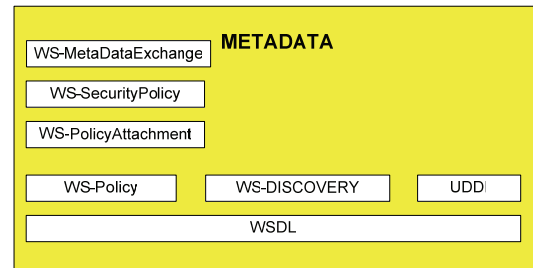 METADATA
WS-MetaDataExchange
WS-SecurityPolicy
WS-PolicyAttachment
WS-Policy WS-DISCOVERY UDDI
WSDL